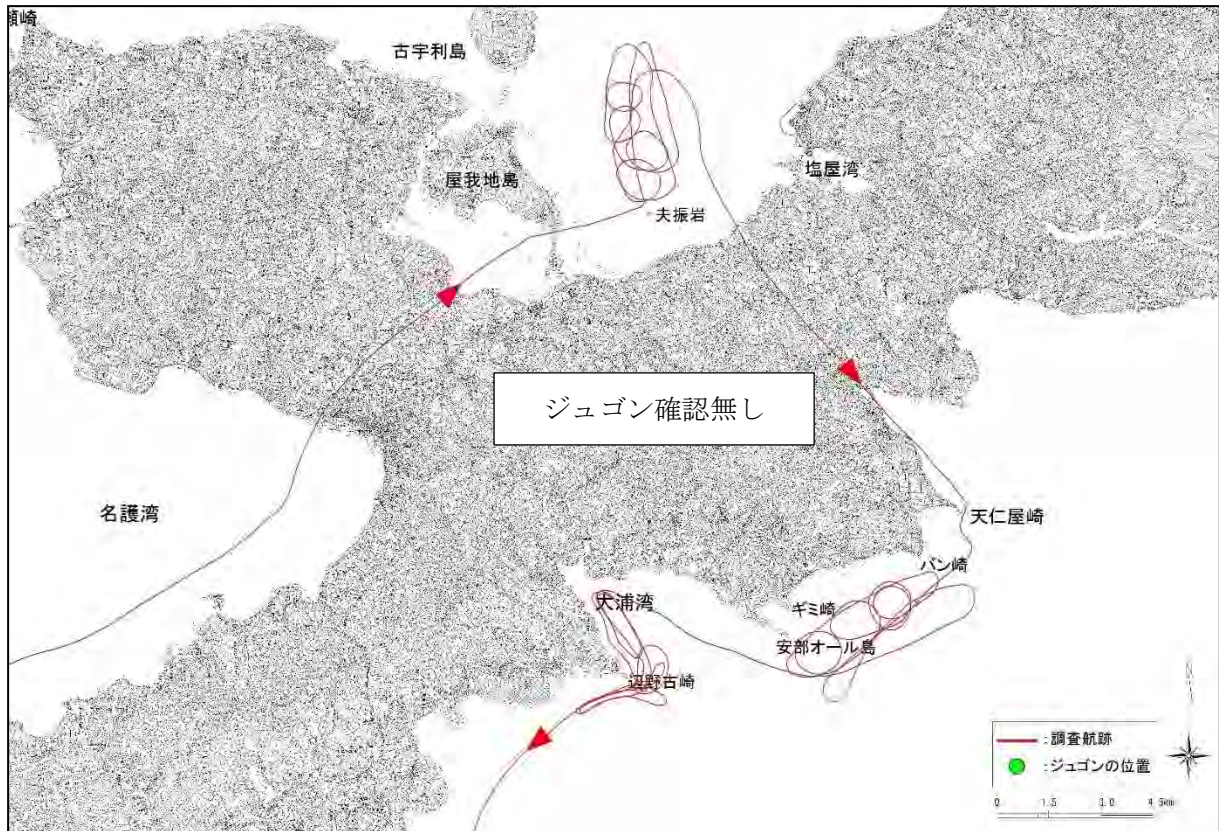 古宇利島
屋我地島
塩屋湾
夫振岩
ジュゴン確認無し
名護湾
天仁屋崎
バン崎
ギミ崎
大浦湾
安部オール島
辺野古崎
:調査航跡
:ジュゴンの位置
0 1.5 3.0 4.5km